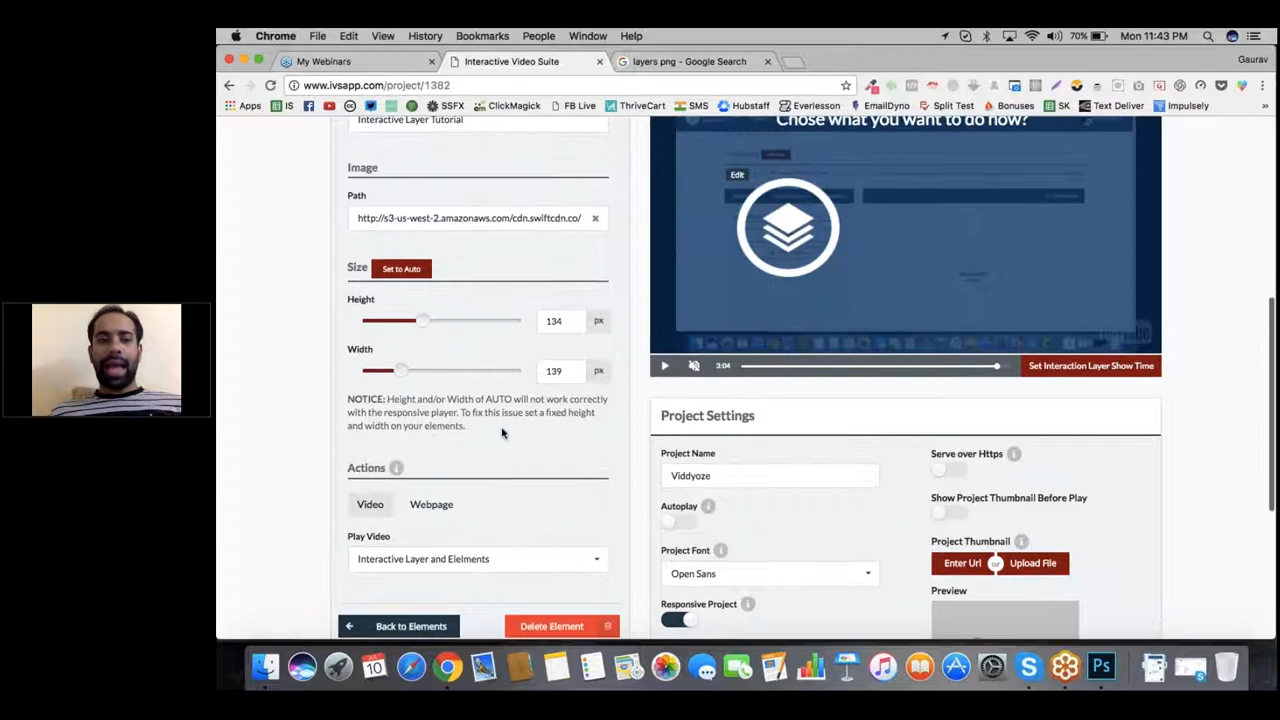 Chrome File Edit View History Bookmarks People Window Help 70% Mon 11:43 PM
My Webinars Interactive Video Suite layers png - Google Search Gaurav
www.ivsapp.com/project/1382
Apps IS SSFX ClickMagick FB Live ThriveCart SMS Hubstaff Everlesson EmailDyno Split Test Bonuses SK Text Deliver Impulsely »
Interactive Layer Tutorial
Image
Path
http://s3-us-west-2.amazonaws.com/cdn.swiftcdn.co/
Size Set to Auto
Height
134 px
Width
139 px
NOTICE: Height and/or Width of AUTO will not work correctly
with the responsive player. To fix this issue set a fixed height
and width on your elements.
Actions
Video Webpage
Play Video
Interactive Layer and Elelments
Back to Elements Delete Element
Chose what you want to do now?
Edit
3:04 Set Interaction Layer Show Time
Project Settings
Project Name
Viddyoze
Autoplay
Project Font
Open Sans
Responsive Project
Serve over Https
Show Project Thumbnail Before Play
Project Thumbnail
Enter Url or Upload File
Preview
10
Ps